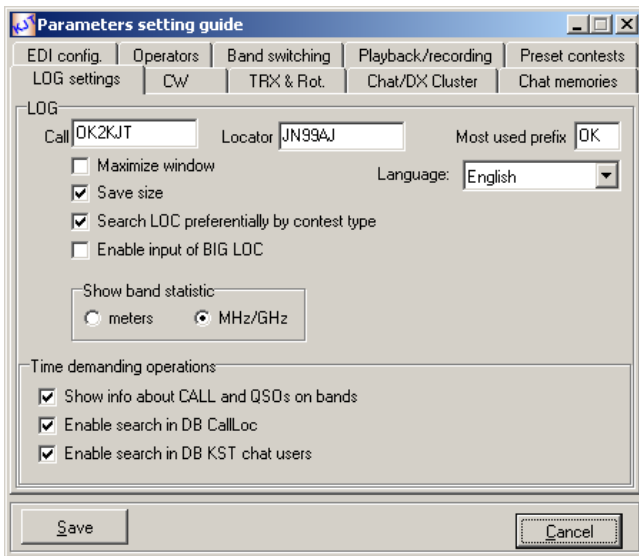 Parameters setting guide
EDI config. Operators Band switching Playback/recording Preset contests
LOG settings CW TRX & Rot. Chat/DX Cluster Chat memories
LOG
Call OK2KJT Locator JN99AJ Most used prefix OK
Maximize window
Language: English
Save size
Search LOC preferentially by contest type
Enable input of BIG LOC
Show band statistic
meters MHz/GHz
Time demanding operations
Show info about CALL and QSOs on bands
Enable search in DB CallLoc
Enable search in DB KST chat users
Save Cancel